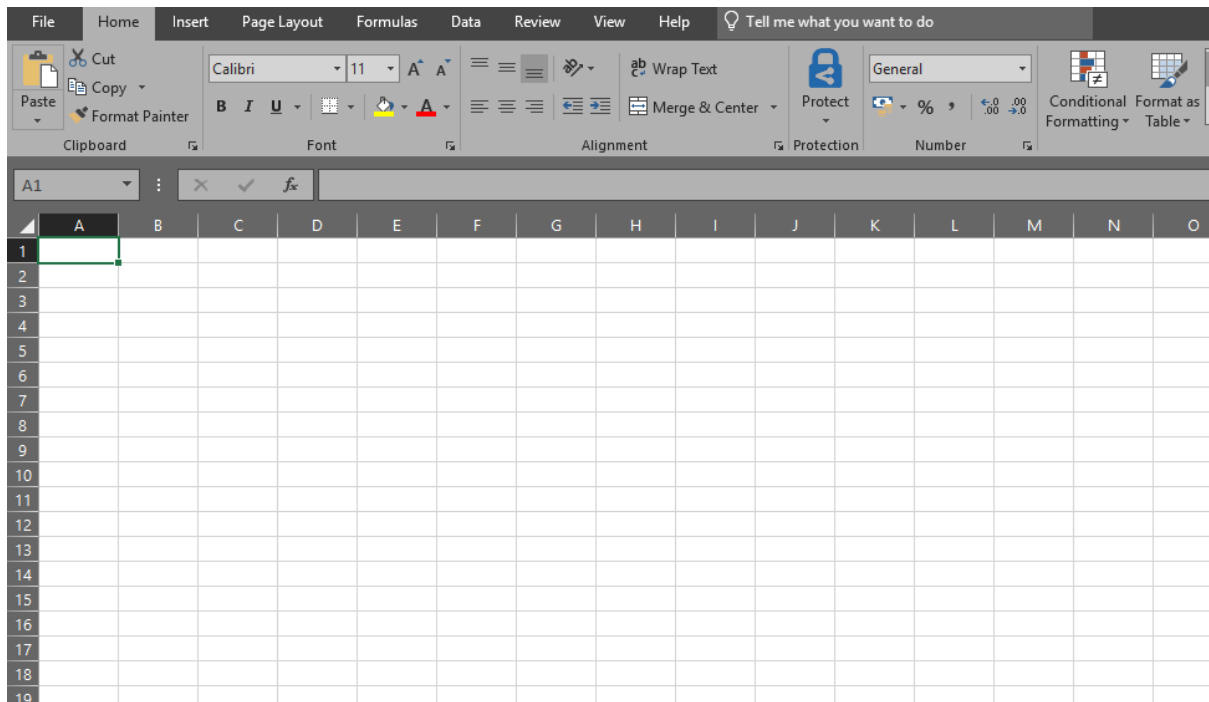 File Home Insert Page Layout Formulas Data Review View Help Tell me what you want to do
Cut
Copy
Format Painter
Paste
Clipboard
Calibri 11 A A
B I U A
Font
ab Wrap Text
Merge & Center
Alignment
Protect
Protection
General
% , .00 .00
Number
Conditional Formatting
Format as Table
A1 fx
A B C D E F G H I J K L M N O
1
2
3
4
5
6
7
8
9
10
11
12
13
14
15
16
17
18
19